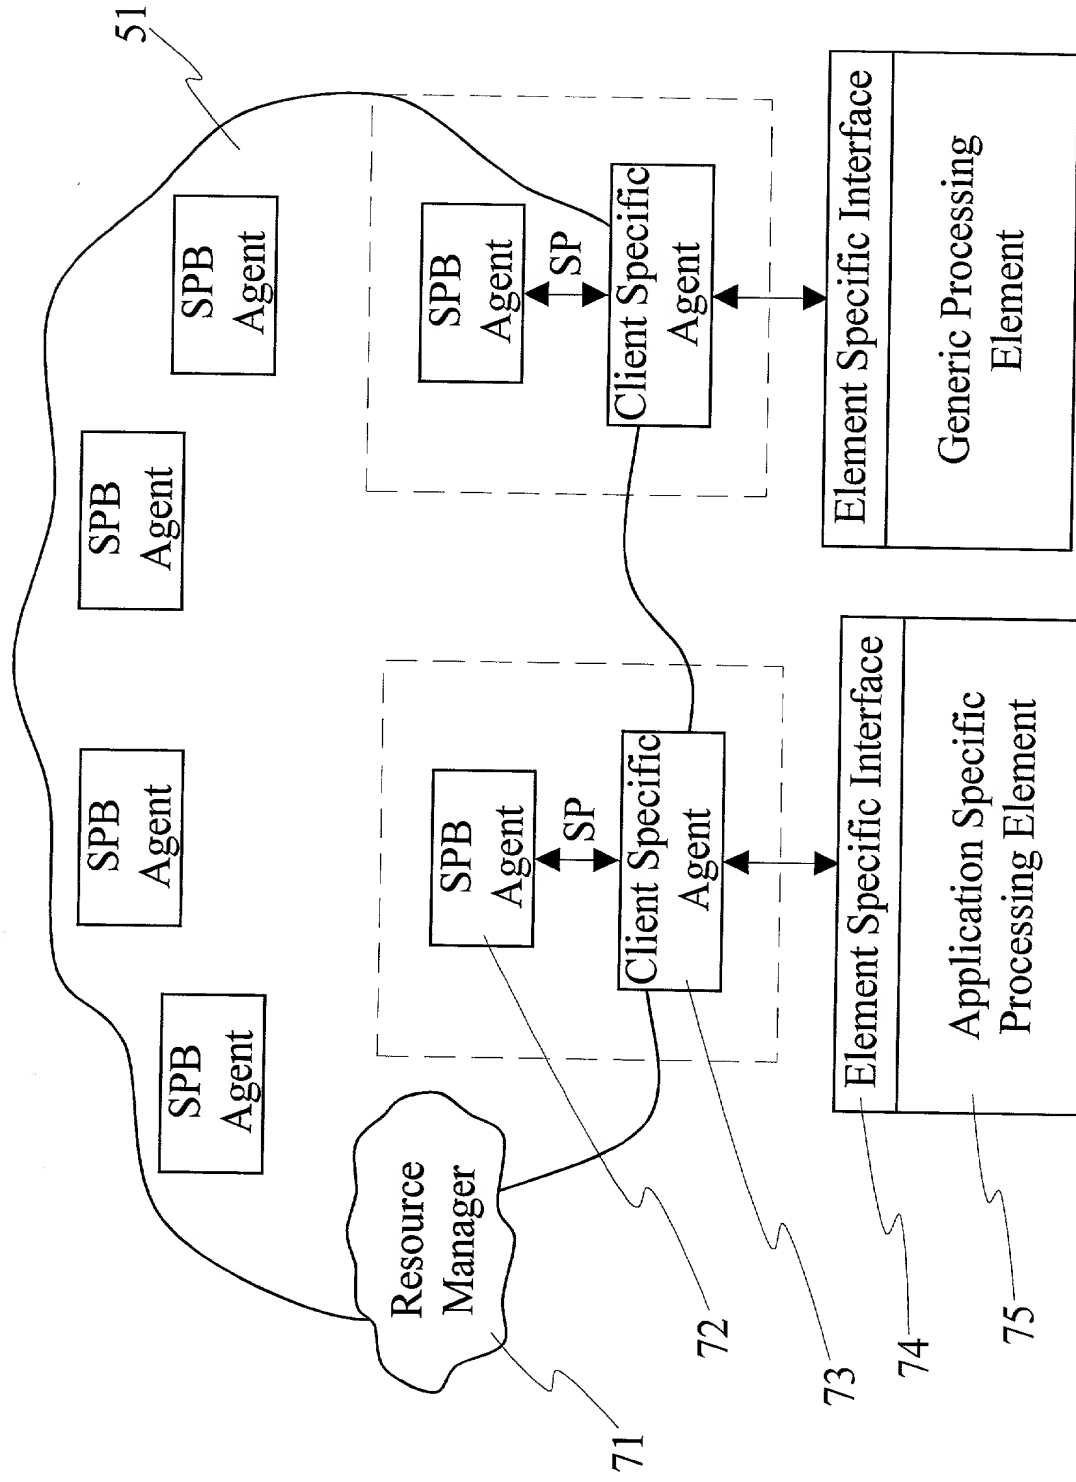 51
SPB
Agent
SPB
Agent
SPB
Agent
SPB
Agent
Resource
Manager
SPB
Agent
SP
Client Specific
Agent
SPB
Agent
SP
Client Specific
Agent
Element Specific Interface
Application Specific
Processing Element
Element Specific Interface
Generic Processing
Element
71
72
73
74
75